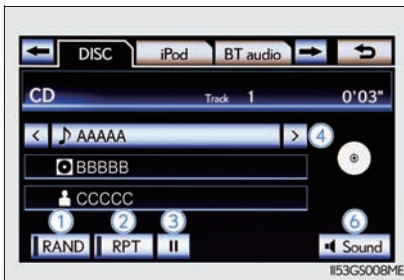 DISC iPod BT audio
CD Track 1 0'03"
< AAAAA > 4
BBBBB
CCCCC
1 2 3 6
RAND RPT Sound
II53GS008ME